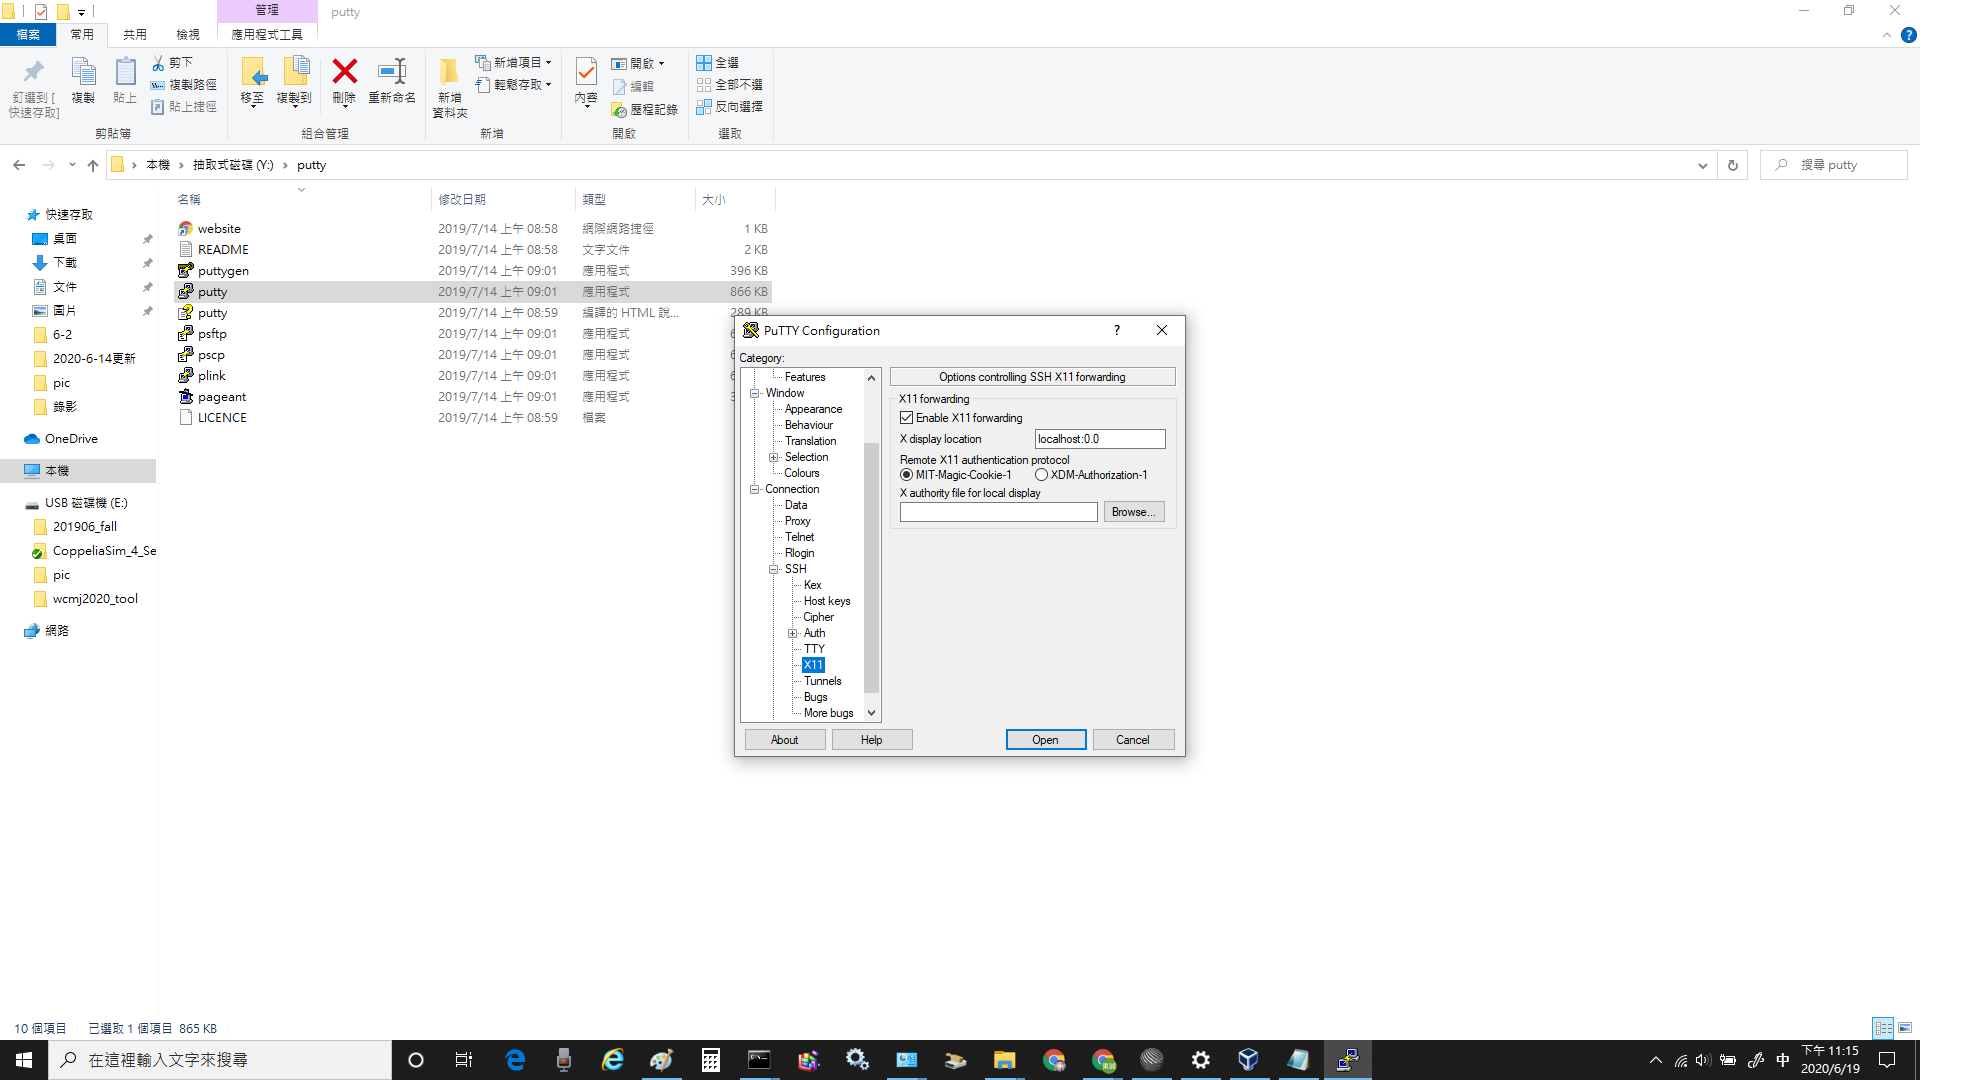 管理
putty
檔案
常用
共用
檢視
應用程式工具
釘選到 [
快速存取]
複製
貼上
剪下
複製路徑
貼上捷徑
剪貼簿
移至
複製到
刪除
重新命名
組合管理
新增
資料夾
新增項目
輕鬆存取
新增
內容
開啟
編輯
歷程記錄
開啟
全選
全部不選
反向選擇
選取
本機 › 抽取式磁碟 (Y:) › putty
搜尋 putty
名稱 修改日期 類型 大小
website 2019/7/14 上午 08:58 網際網路捷徑 1 KB
README 2019/7/14 上午 08:58 文字文件 2 KB
puttygen 2019/7/14 上午 09:01 應用程式 396 KB
putty 2019/7/14 上午 09:01 應用程式 866 KB
putty 2019/7/14 上午 08:59 編譯的 HTML 說... 289 KB
psftp 2019/7/14 上午 09:01 應用程式
pscp 2019/7/14 上午 09:01 應用程式
plink 2019/7/14 上午 09:01 應用程式
pageant 2019/7/14 上午 09:01 應用程式
LICENCE 2019/7/14 上午 08:59 檔案
快速存取
桌面
下載
文件
圖片
6-2
2020-6-14更新
pic
錄影
OneDrive
本機
USB 磁碟機 (E:)
201906_fall
CoppeliaSim_4_Se
pic
wcmj2020_tool
網路
PuTTY Configuration
?
Category:
Features
Window
Appearance
Behaviour
Translation
Selection
Colours
Connection
Data
Proxy
Telnet
Rlogin
SSH
Kex
Host keys
Cipher
Auth
TTY
X11
Tunnels
Bugs
More bugs
Options controlling SSH X11 forwarding
X11 forwarding
Enable X11 forwarding
X display location localhost:0.0
Remote X11 authentication protocol
MIT-Magic-Cookie-1 XDM-Authorization-1
X authority file for local display
Browse...
About Help Open Cancel
10 個項目 已選取 1 個項目 865 KB
在這裡輸入文字來搜尋
中
下午 11:15
2020/6/19